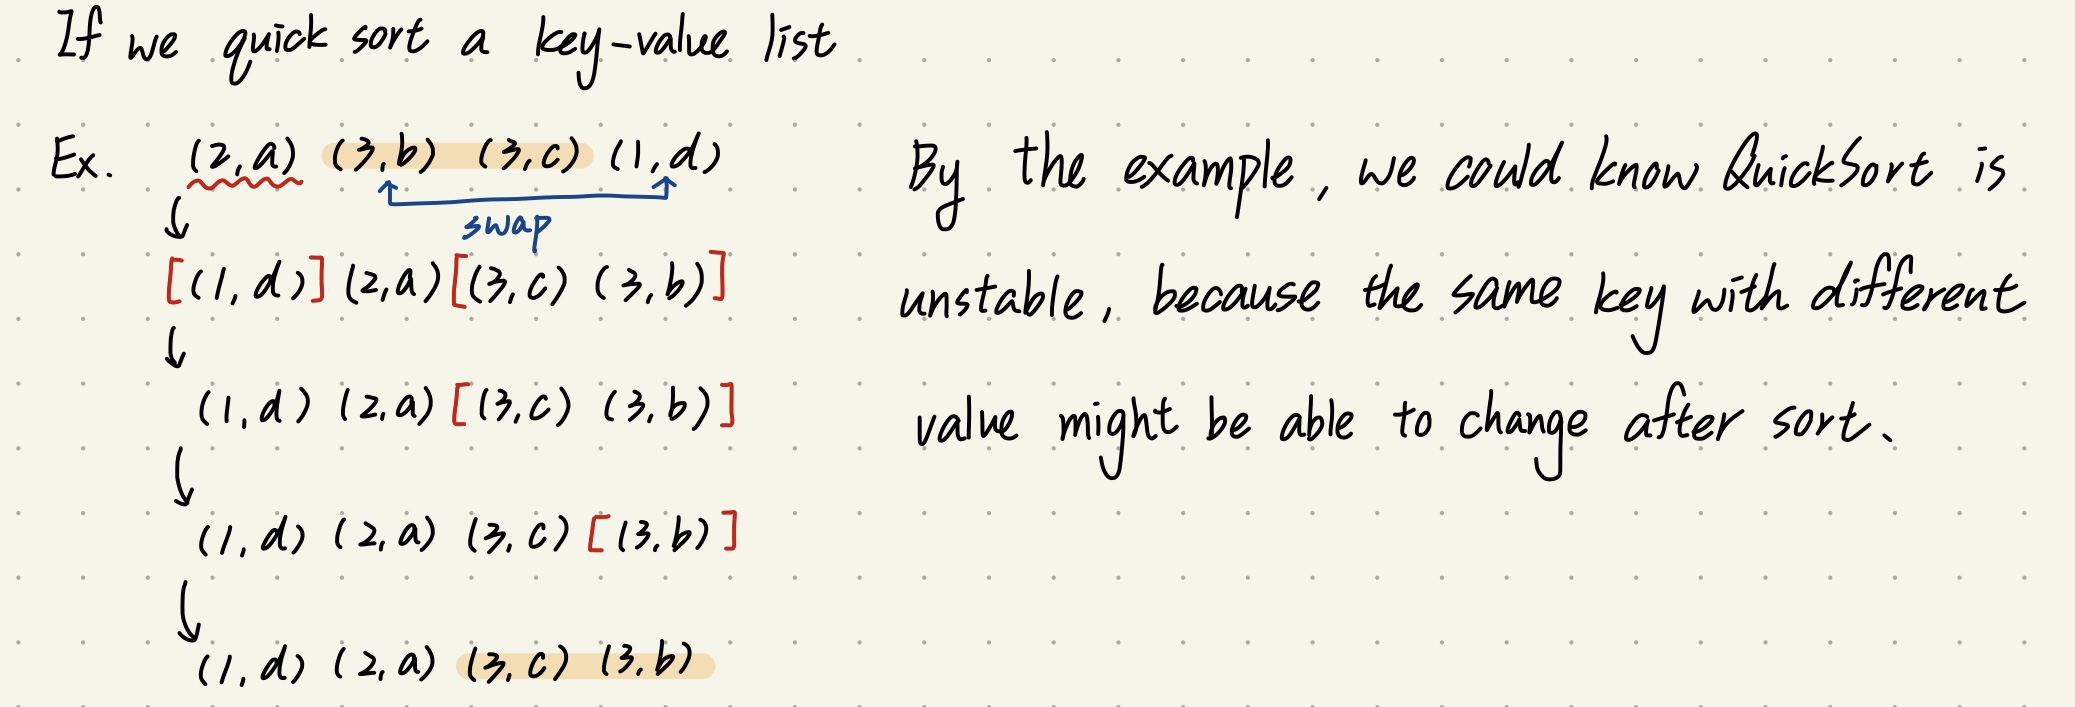 If we quick sort a key-value list
Ex. (2,a) (3,b) (3,c) (1,d)
swap
[(1,d)] (2,a) [(3,c) (3,b)]
(1,d) (2,a) [(3,c) (3,b)]
(1,d) (2,a) (3,c) [(3,b)]
(1,d) (2,a) (3,c) (3,b)
By the example, we could know QuickSort is
unstable, because the same key with different
value might be able to change after sort、